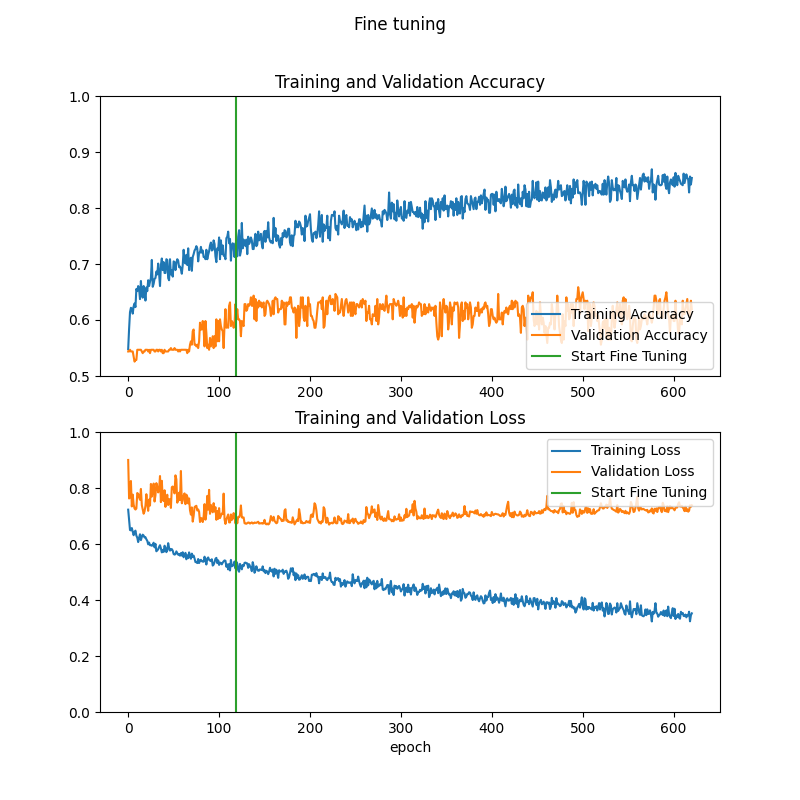 Fine tuning
Training and Validation Accuracy
1.0
0.9
0.8
0.7
0.6
0.5
Training Accuracy
Validation Accuracy
Start Fine Tuning
0 100 200 300 400 500 600
Training and Validation Loss
1.0
0.8
0.6
0.4
0.2
0.0
Training Loss
Validation Loss
Start Fine Tuning
0 100 200 300 400 500 600
epoch